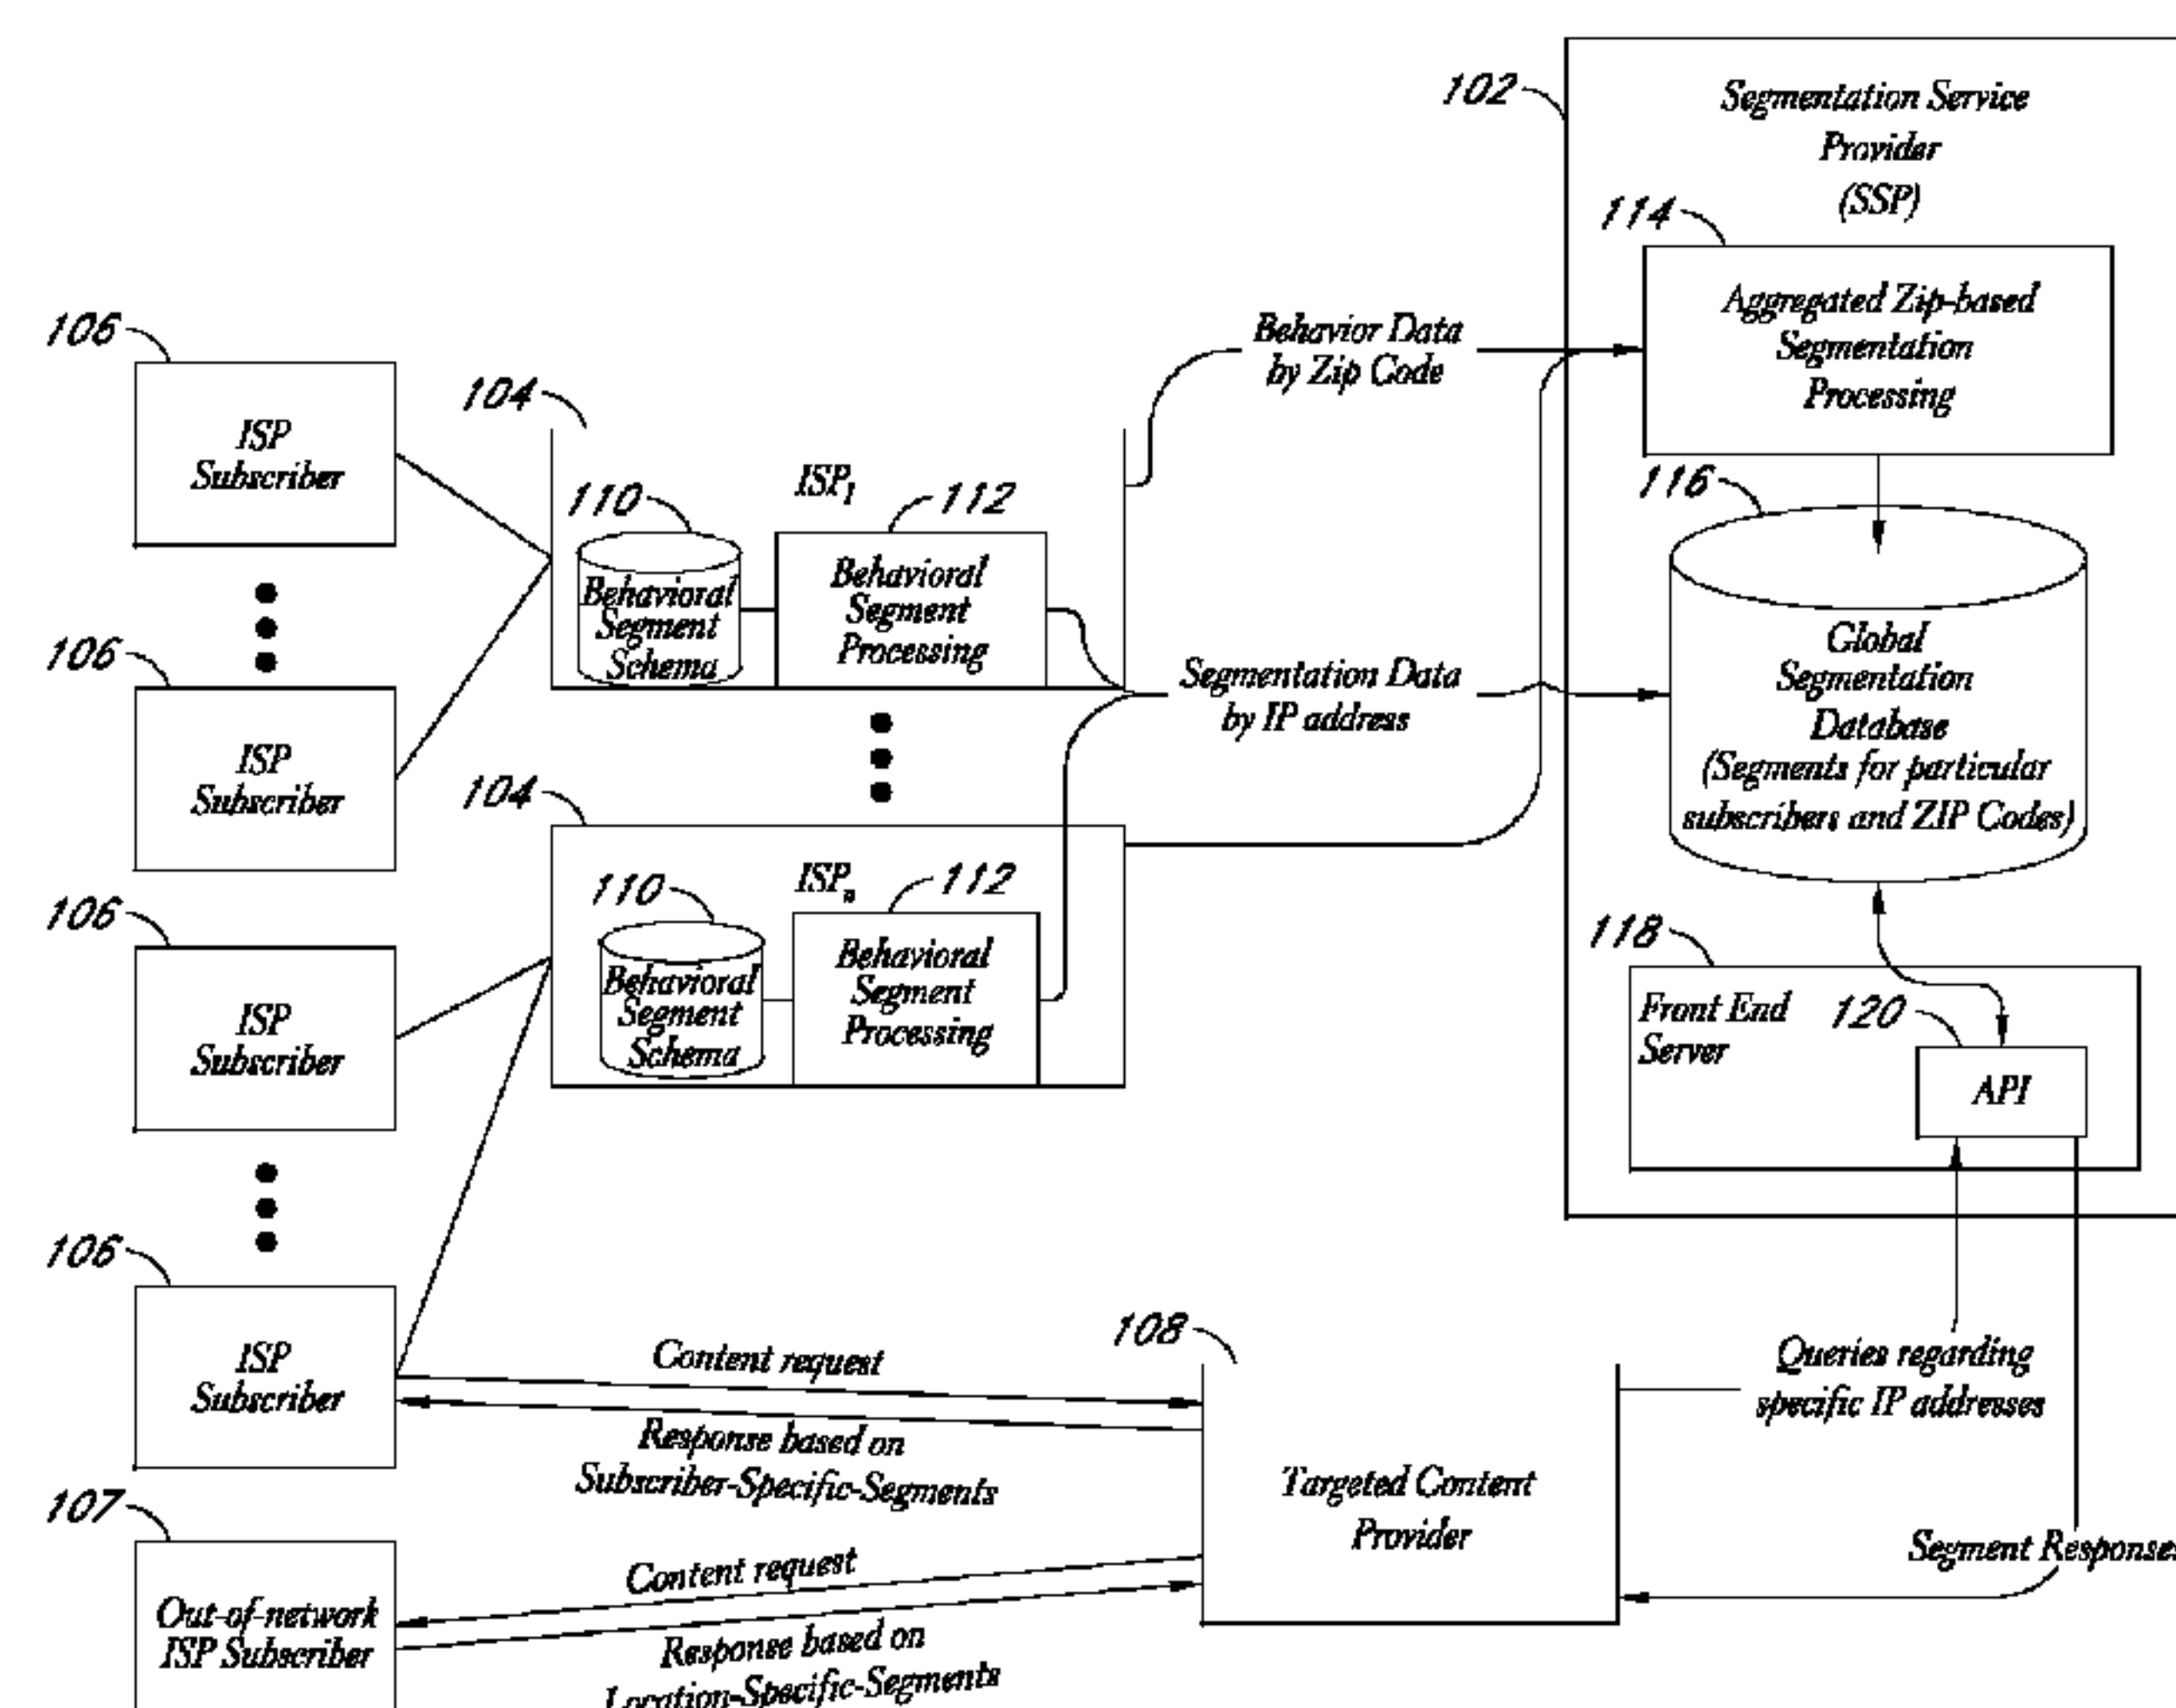 102
Segmentation Service
Provider
(SSP)
114
Aggregated Zip-based
Segmentation
Processing
106
ISP
Subscriber
104
Behavior Data
by Zip Code
ISP1
110
112
Behavioral
Segment
Schema
Behavioral
Segment
Processing
116
Global
Segmentation
Database
(Segments for particular
subscribers and ZIP Codes)
106
ISP
Subscriber
Segmentation Data
by IP address
104
ISPn
110
112
Behavioral
Segment
Schema
Behavioral
Segment
Processing
106
ISP
Subscriber
118
Front End
Server
120
API
106
ISP
Subscriber
Content request
Response based on
Subscriber-Specific-Segments
108
Targeted Content
Provider
Queries regarding
specific IP addresses
Segment Responses
107
Out-of-network
ISP Subscriber
Content request
Response based on
Location-Specific-Segments